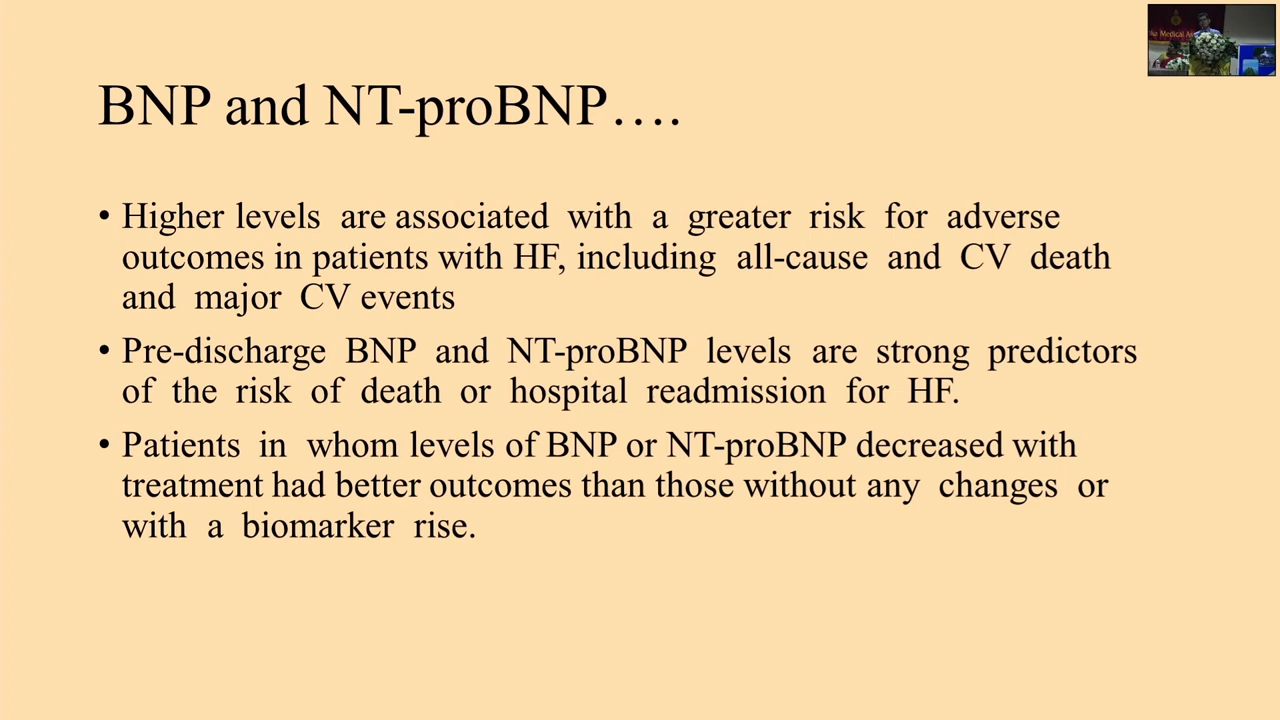 BNP and NT-proBNP….
• Higher levels are associated with a greater risk for adverse
outcomes in patients with HF, including all-cause and CV death
and major CV events
• Pre-discharge BNP and NT-proBNP levels are strong predictors
of the risk of death or hospital readmission for HF.
• Patients in whom levels of BNP or NT-proBNP decreased with
treatment had better outcomes than those without any changes or
with a biomarker rise.
Medical